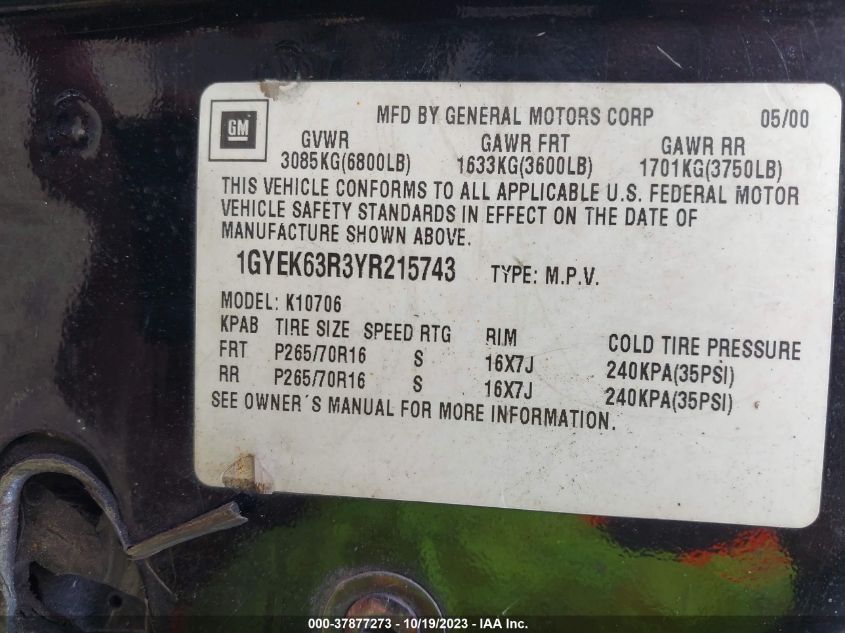 GM
MFD BY GENERAL MOTORS CORP 05/00
GVWR GAWR FRT GAWR RR
3085KG(6800LB) 1633KG(3600LB) 1701KG(3750LB)
THIS VEHICLE CONFORMS TO ALL APPLICABLE U.S. FEDERAL MOTOR
VEHICLE SAFETY STANDARDS IN EFFECT ON THE DATE OF
MANUFACTURE SHOWN ABOVE.
1GYEK63R3YR215743 TYPE: M.P.V.
MODEL: K10706
KPAB TIRE SIZE SPEED RTG RIM COLD TIRE PRESSURE
FRT P265/70R16 S 16X7J 240KPA(35PSI)
RR P265/70R16 S 16X7J 240KPA(35PSI)
SEE OWNER´S MANUAL FOR MORE INFORMATION.
000-37877273 - 10/19/2023 - IAA Inc.